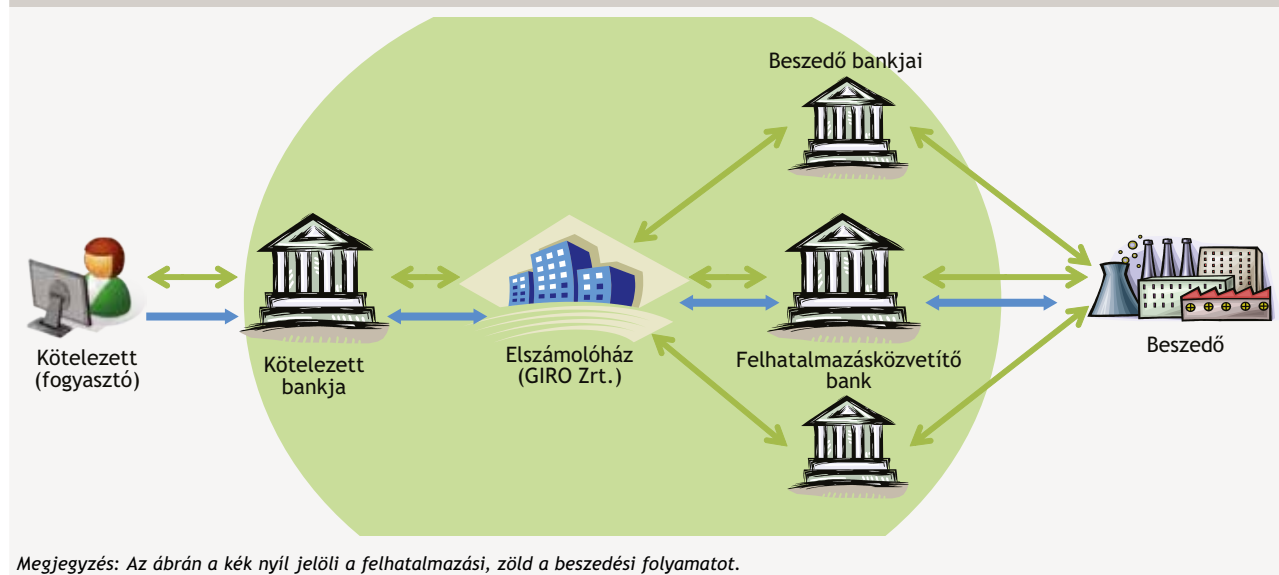 Beszedő bankjai
Kötelezett
(fogyasztó)
Kötelezett
bankja
Elszámolóház
(GIRO Zrt.)
Felhatalmazásközvetítő
bank
Beszedő
Megjegyzés: Az ábrán a kék nyíl jelöli a felhatalmazási, zöld a beszedési folyamatot.